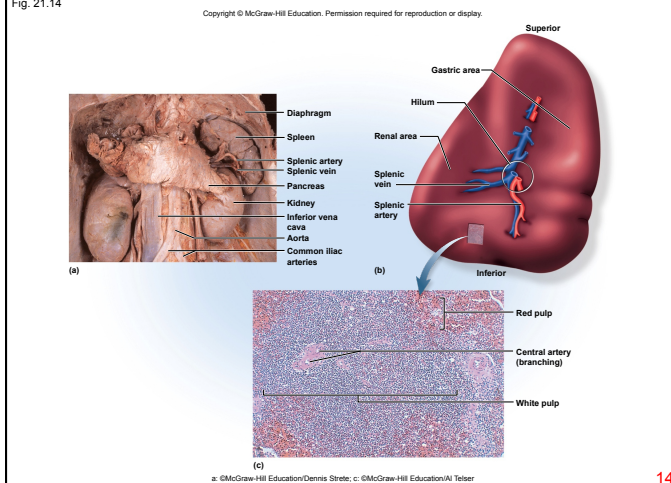 Fig. 21.14
Copyright © McGraw-Hill Education. Permission required for reproduction or display.
Diaphragm
Spleen
Splenic artery
Splenic vein
Pancreas
Kidney
Inferior vena
cava
Aorta
Common iliac
arteries
(a)
Superior
Gastric area
Hilum
Renal area
Splenic
vein
Splenic
artery
(b)
Inferior
Red pulp
Central artery
(branching)
White pulp
(c)
a: ©McGraw-Hill Education/Dennis Strete; c: ©McGraw-Hill Education/Al Telser
14